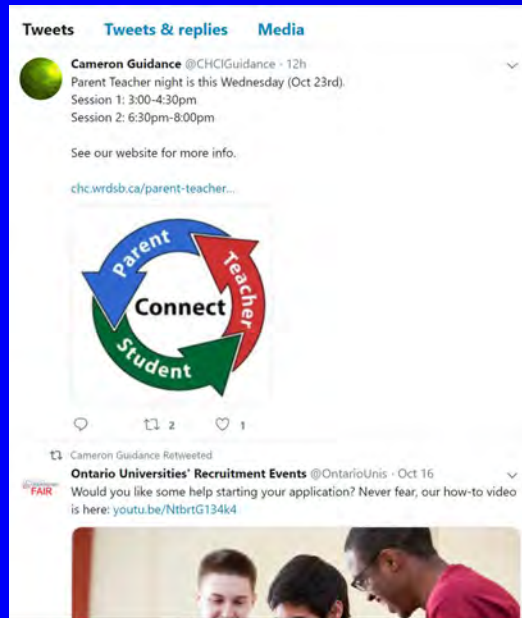 Tweets Tweets & replies Media
Cameron Guidance @CHCIGuidance · 12h
Parent Teacher night is this Wednesday (Oct 23rd).
Session 1: 3:00-4:30pm
Session 2: 6:30pm-8:00pm
See our website for more info.
chc.wrdsb.ca/parent-teacher...
Parent
Teacher
Connect
Student
2 1
Cameron Guidance Retweeted
Ontario Universities' Recruitment Events @OntarioUnis · Oct 16
FAIR
Would you like some help starting your application? Never fear, our how-to video
is here: youtu.be/NtbrtG134k4